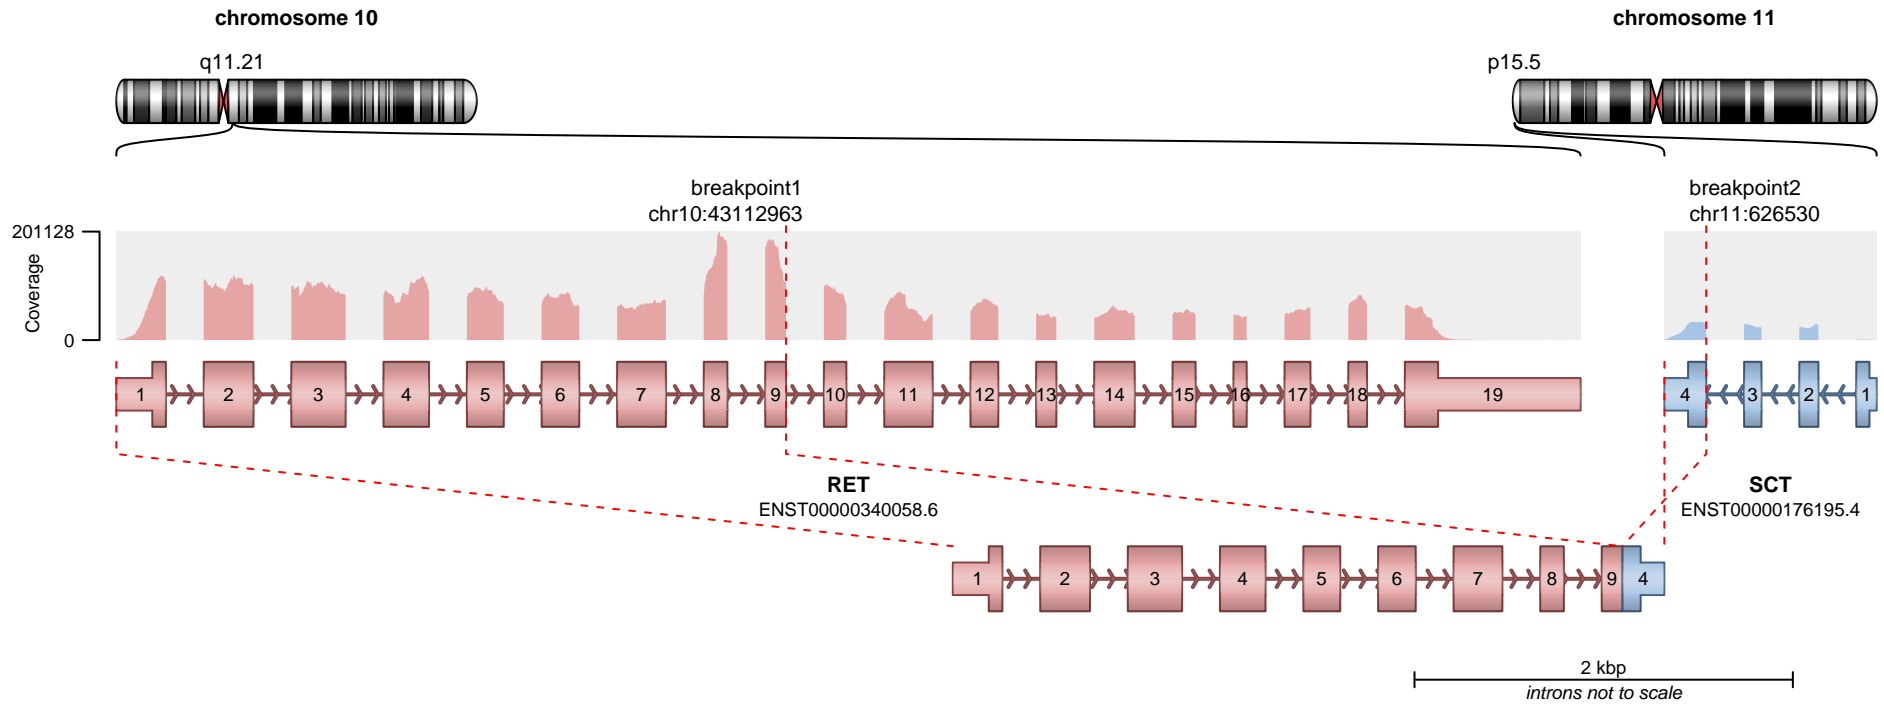 chromosome 10
chromosome 11
q11.21
p15.5
breakpoint1
chr10:43112963
breakpoint2
chr11:626530
201128
Coverage
0
1 2 3 4 5 6 7 8 9 10 11 12 13 14 15 16 17 18 19
4 3 2 1
RET
ENST00000340058.6
SCT
ENST00000176195.4
1 2 3 4 5 6 7 8 9 4
2 kbp
introns not to scale